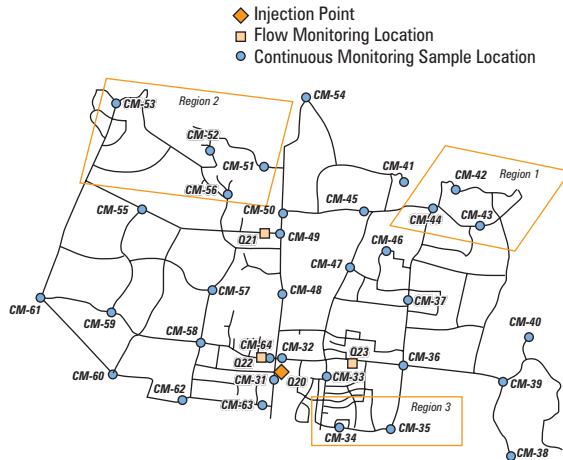 Injection Point
Flow Monitoring Location
Continuous Monitoring Sample Location
CM-53
Region 2
CM-54
CM-52
CM-51
CM-41
Region 1
CM-42
CM-56
CM-55
CM-50
CM-45
CM-44
CM-43
Q21
CM-49
CM-46
CM-47
CM-57
CM-48
CM-37
CM-61
CM-59
CM-58
CM-64
CM-32
Q23
CM-40
Q22
CM-36
CM-60
CM-31
Q20
CM-33
CM-39
CM-62
CM-63
Region 3
CM-34
CM-35
CM-38